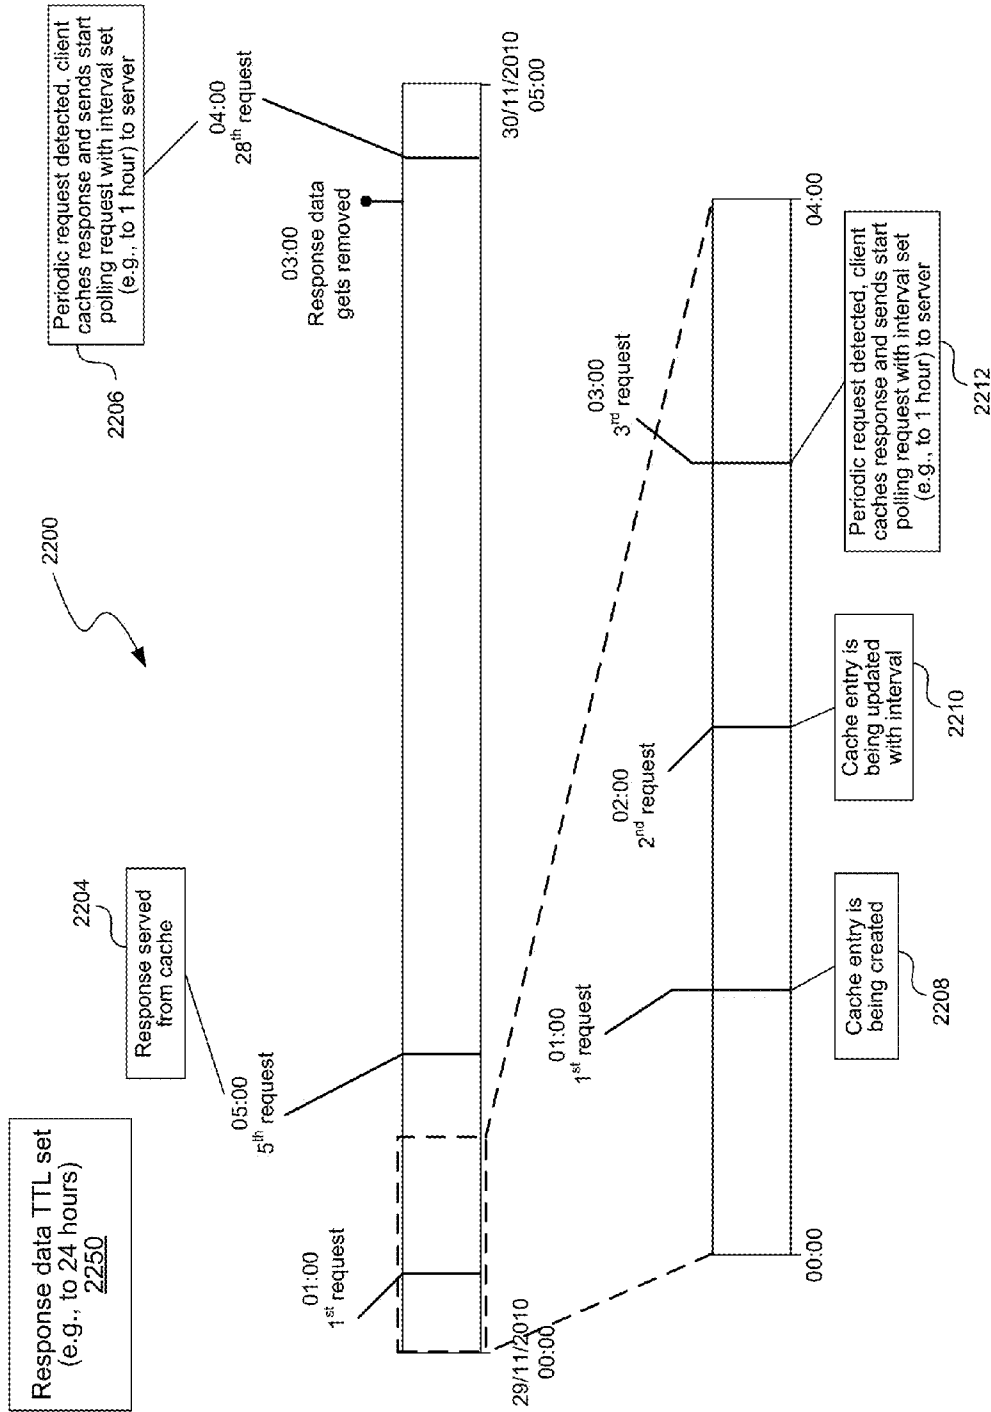 Response data TTL set
(e.g., to 24 hours)
2250
2204
Response served
from cache
2200
2206
Periodic request detected, client
caches response and sends start
polling request with interval set
(e.g., to 1 hour) to server
01:00
1st request
05:00
5th request
03:00
Response data
gets removed
04:00
28th request
29/11/2010
00:00
30/11/2010
05:00
01:00
1st request
02:00
2nd request
03:00
3rd request
00:00
04:00
Cache entry is
being created
2208
Cache entry is
being updated
with interval
2210
Periodic request detected, client
caches response and sends start
polling request with interval set
(e.g., to 1 hour) to server
2212